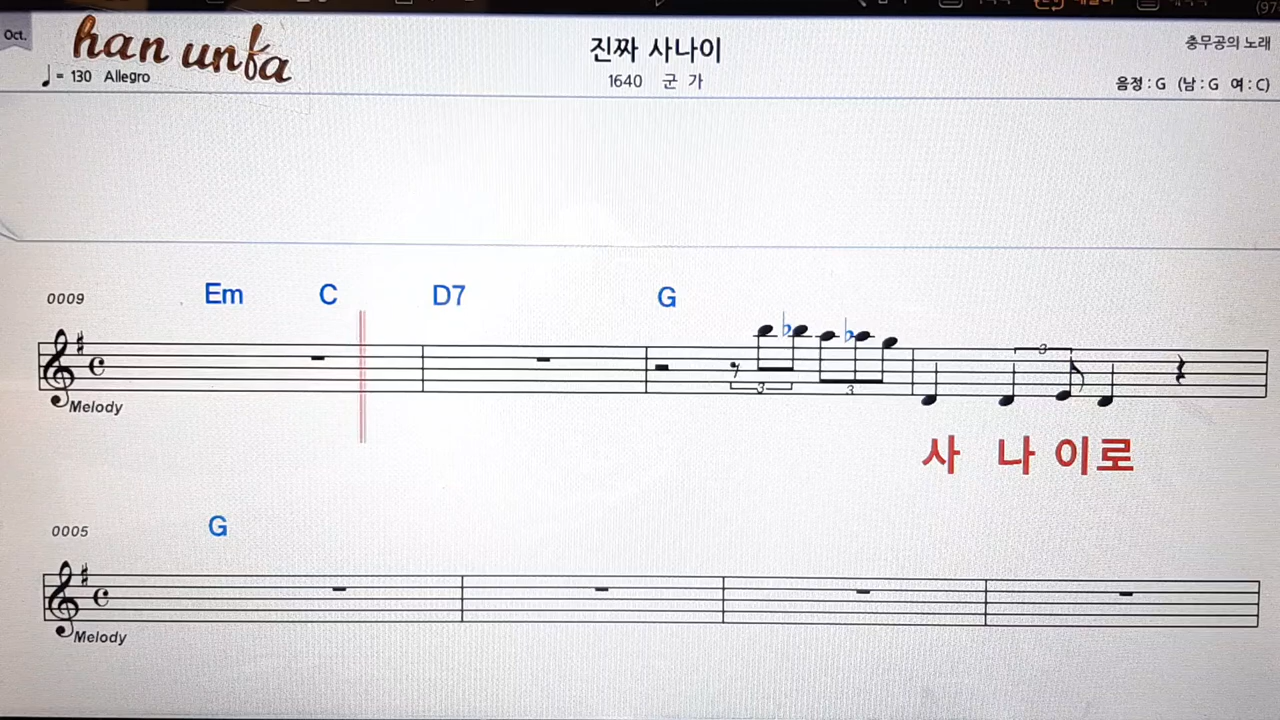 Oct.
han unfa
진짜 사나이
충무공의 노래
♩= 130 Allegro
1640 군 가
음정 : G (남 : G 여 : C)
0009
Em C D7 G
3 3 3
Melody
사 나 이로
0005
G
Melody